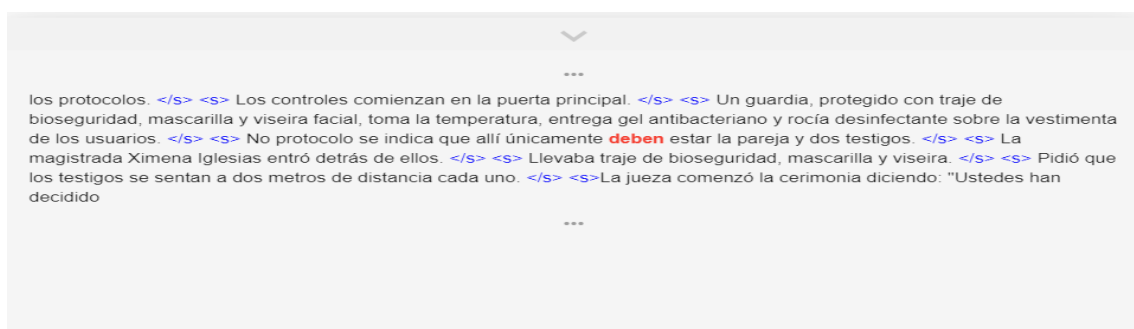 ...
los protocolos. </s> <s> Los controles comienzan en la puerta principal. </s> <s> Un guardia, protegido con traje de
bioseguridad, mascarilla y viseira facial, toma la temperatura, entrega gel antibacteriano y rocía desinfectante sobre la vestimenta
de los usuarios. </s> <s> No protocolo se indica que allí únicamente deben estar la pareja y dos testigos. </s> <s> La
magistrada Ximena Iglesias entró detrás de ellos. </s> <s> Llevaba traje de bioseguridad, mascarilla y viseira. </s> <s> Pidió que
los testigos se sentan a dos metros de distancia cada uno. </s> <s>La jueza comenzó la cerimonia diciendo: "Ustedes han
decidido
...